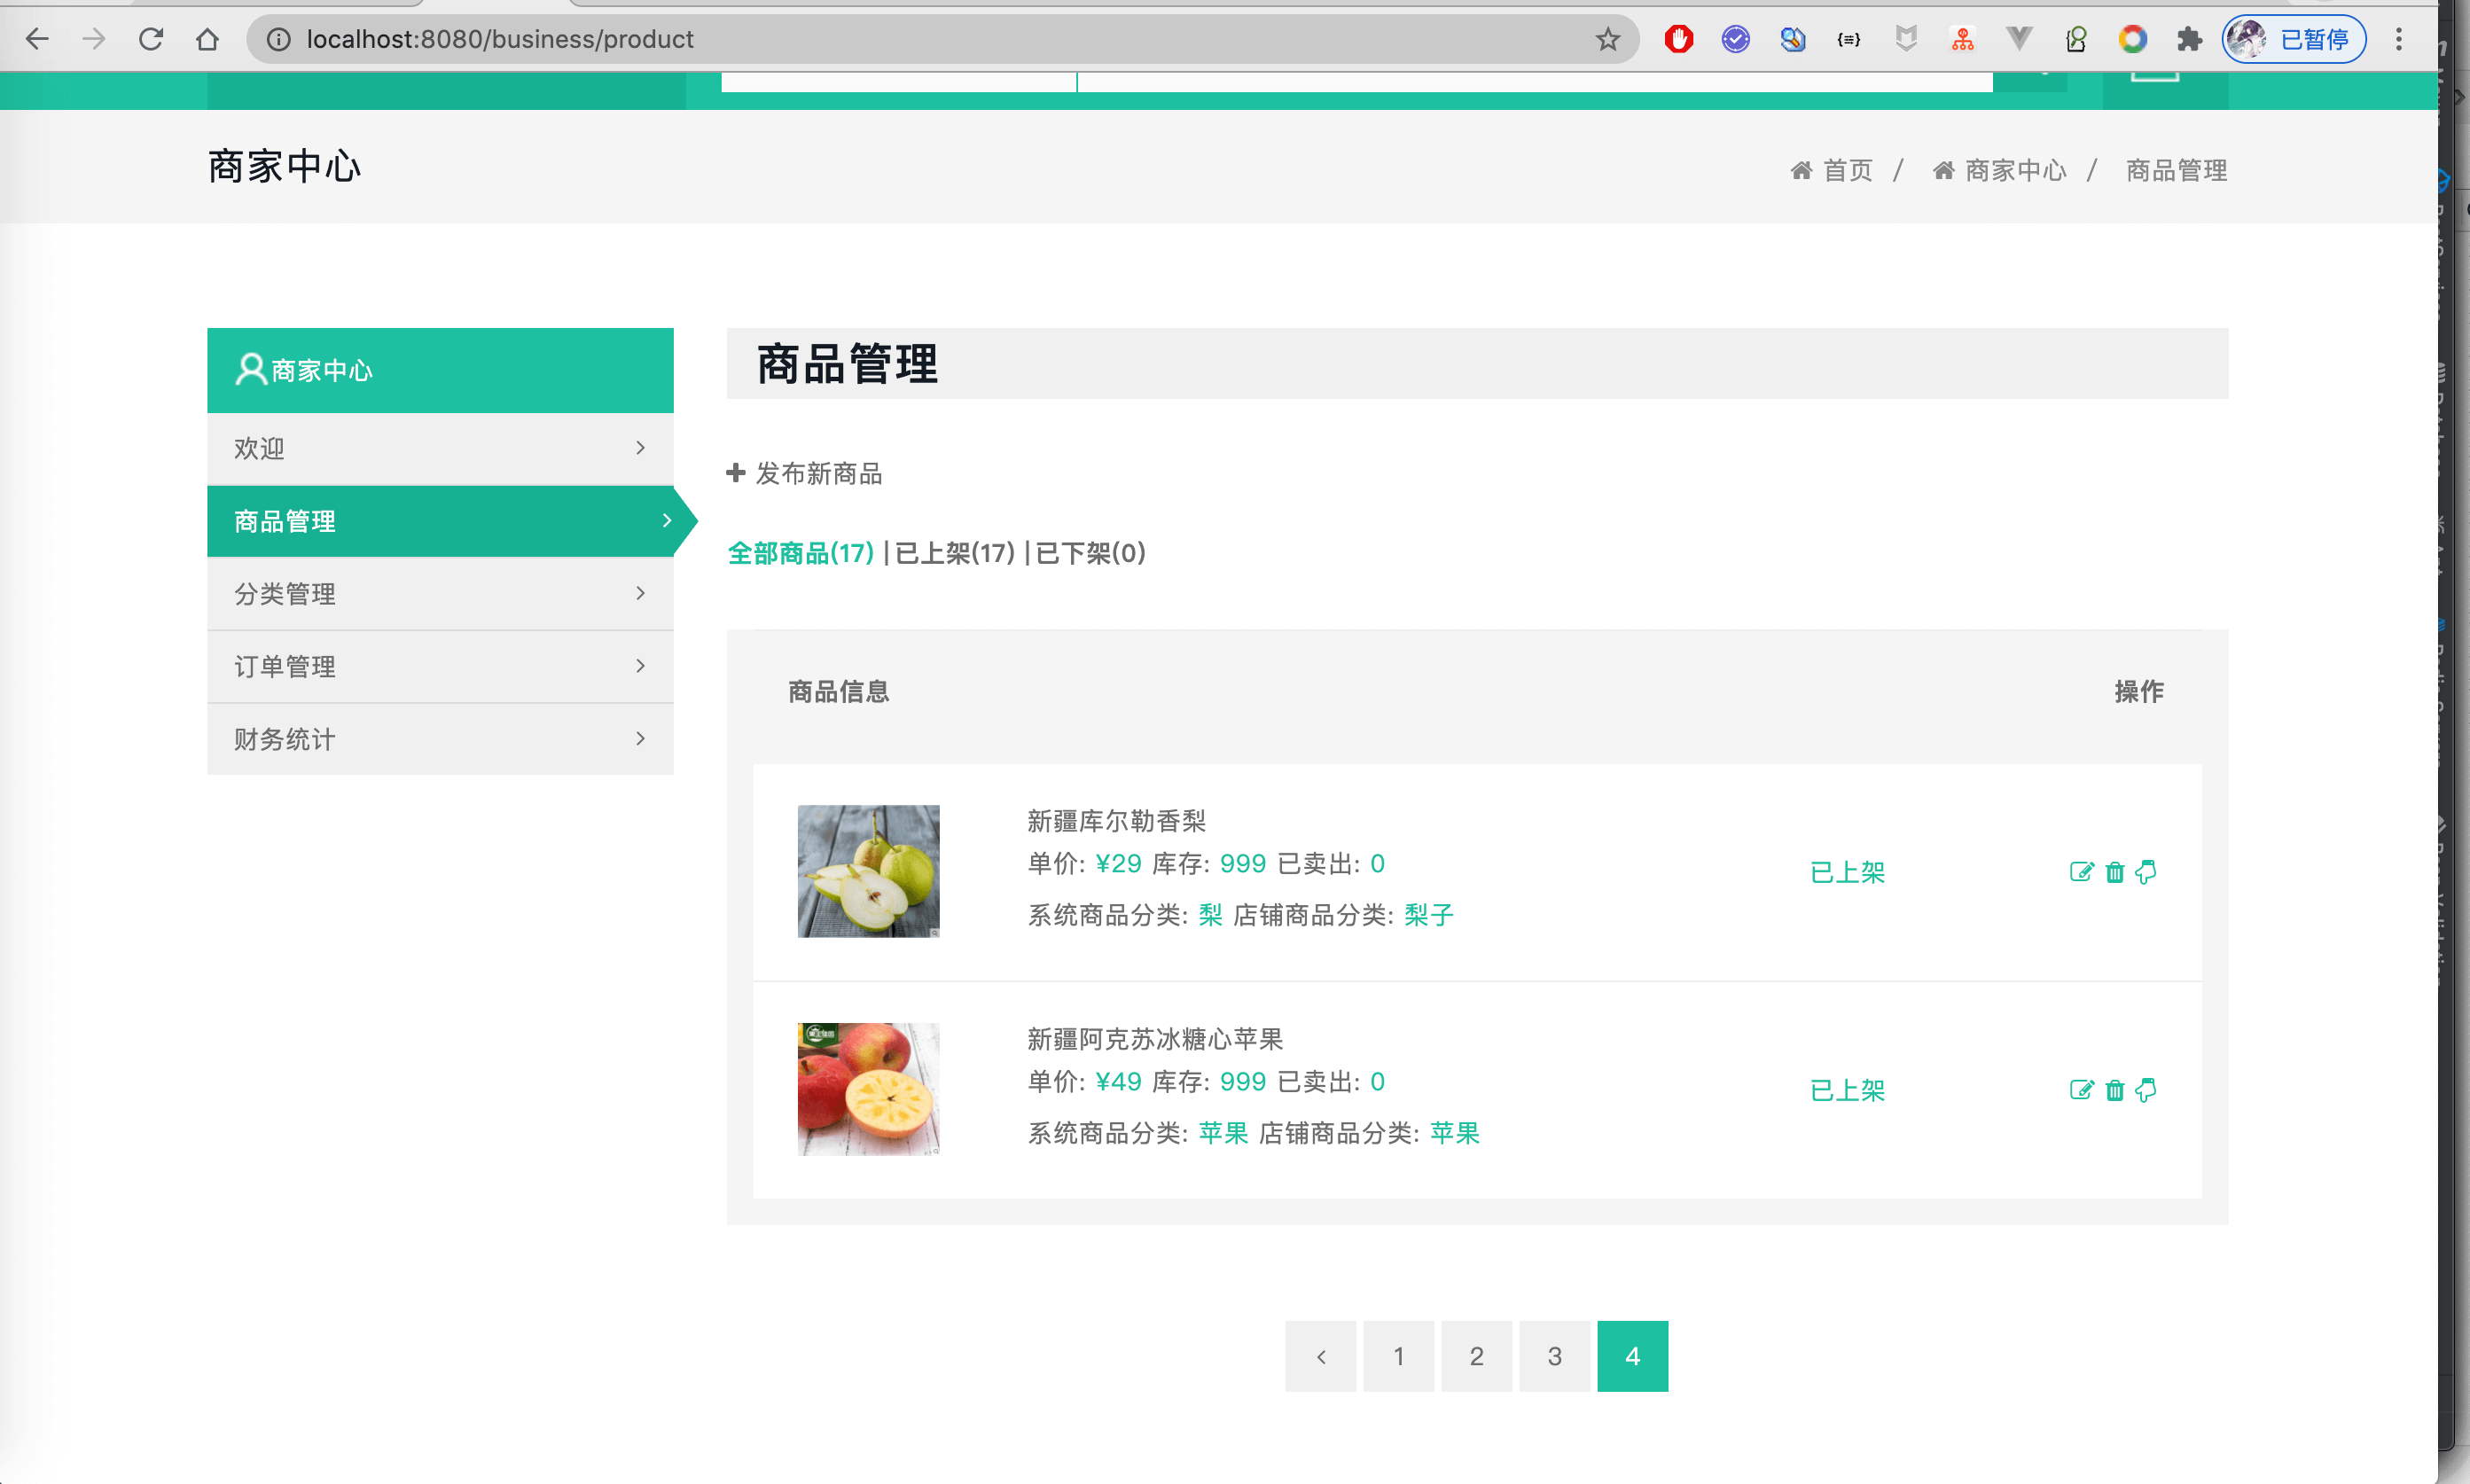 localhost:8080/business/product
已暂停
商家中心
首页 / 商家中心 / 商品管理
商家中心
欢迎
商品管理
分类管理
订单管理
财务统计
商品管理
发布新商品
全部商品(17) | 已上架(17) | 已下架(0)
商品信息 操作
新疆库尔勒香梨
单价: ¥29 库存: 999 已卖出: 0
系统商品分类: 梨 店铺商品分类: 梨子
已上架
新疆阿克苏冰糖心苹果
单价: ¥49 库存: 999 已卖出: 0
系统商品分类: 苹果 店铺商品分类: 苹果
已上架
1 2 3 4